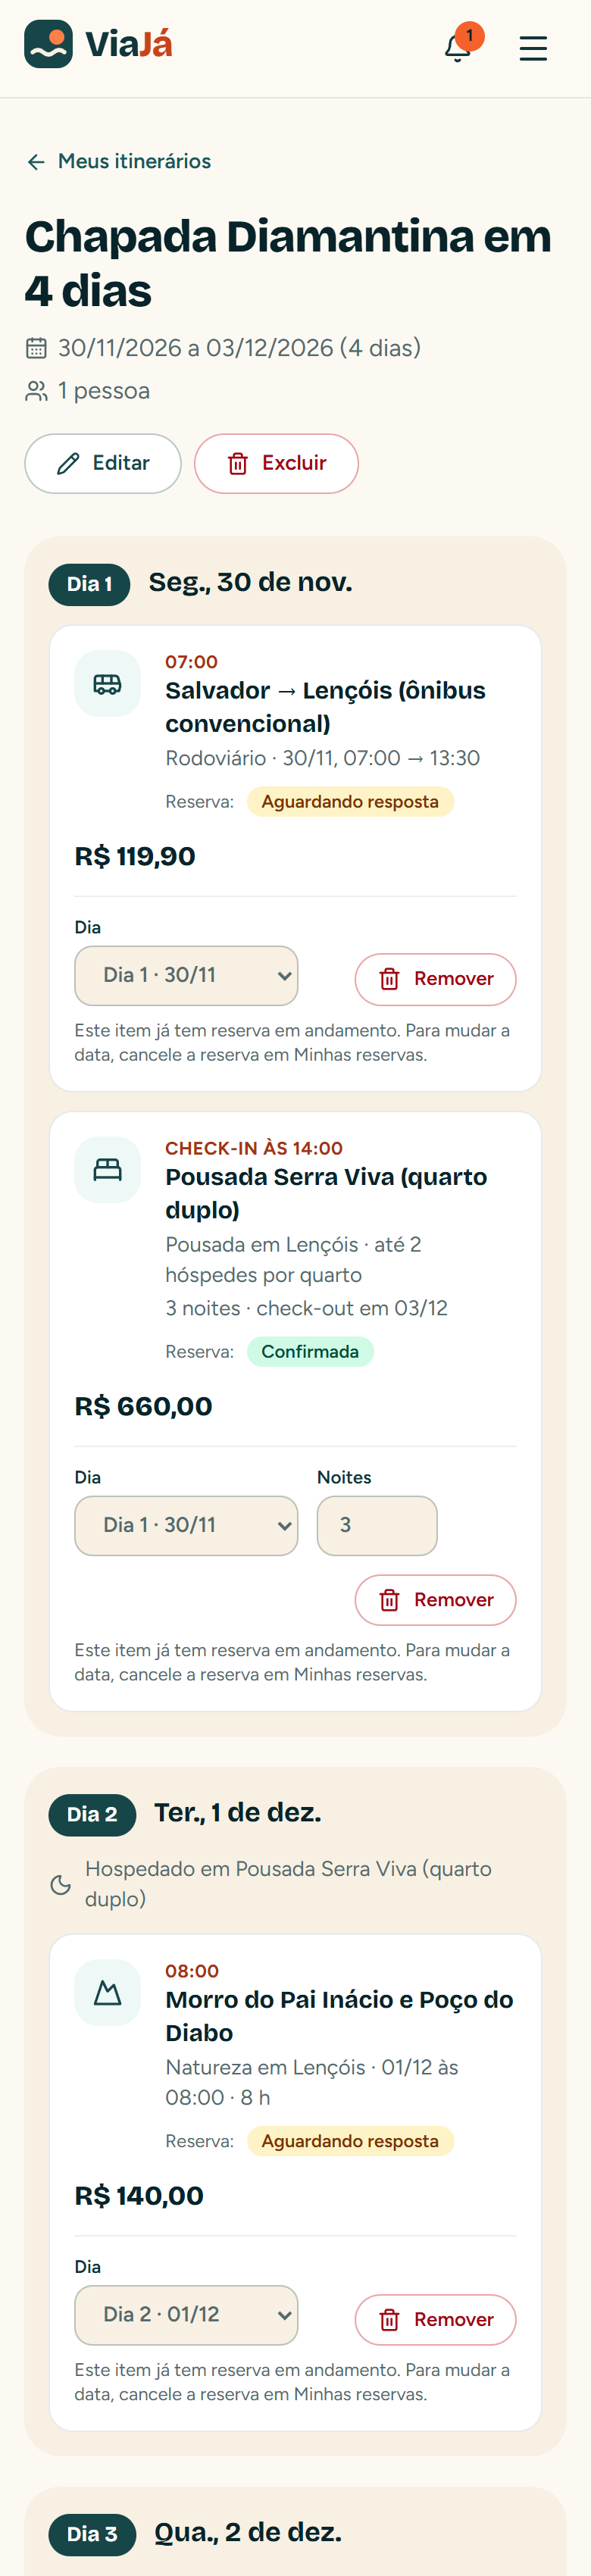 ViaJá
1
Meus itinerários
Chapada Diamantina em
4 dias
30/11/2026 a 03/12/2026 (4 dias)
1 pessoa
Editar
Excluir
Dia 1
Seg., 30 de nov.
07:00
Salvador → Lençóis (ônibus
convencional)
Rodoviário · 30/11, 07:00 → 13:30
Reserva: Aguardando resposta
R$ 119,90
Dia
Dia 1 · 30/11
Remover
Este item já tem reserva em andamento. Para mudar a
data, cancele a reserva em Minhas reservas.
CHECK-IN ÀS 14:00
Pousada Serra Viva (quarto
duplo)
Pousada em Lençóis · até 2
hóspedes por quarto
3 noites · check-out em 03/12
Reserva: Confirmada
R$ 660,00
Dia
Noites
Dia 1 · 30/11
3
Remover
Este item já tem reserva em andamento. Para mudar a
data, cancele a reserva em Minhas reservas.
Dia 2
Ter., 1 de dez.
Hospedado em Pousada Serra Viva (quarto
duplo)
08:00
Morro do Pai Inácio e Poço do
Diabo
Natureza em Lençóis · 01/12 às
08:00 · 8 h
Reserva: Aguardando resposta
R$ 140,00
Dia
Dia 2 · 01/12
Remover
Este item já tem reserva em andamento. Para mudar a
data, cancele a reserva em Minhas reservas.
Dia 3
Qua., 2 de dez.